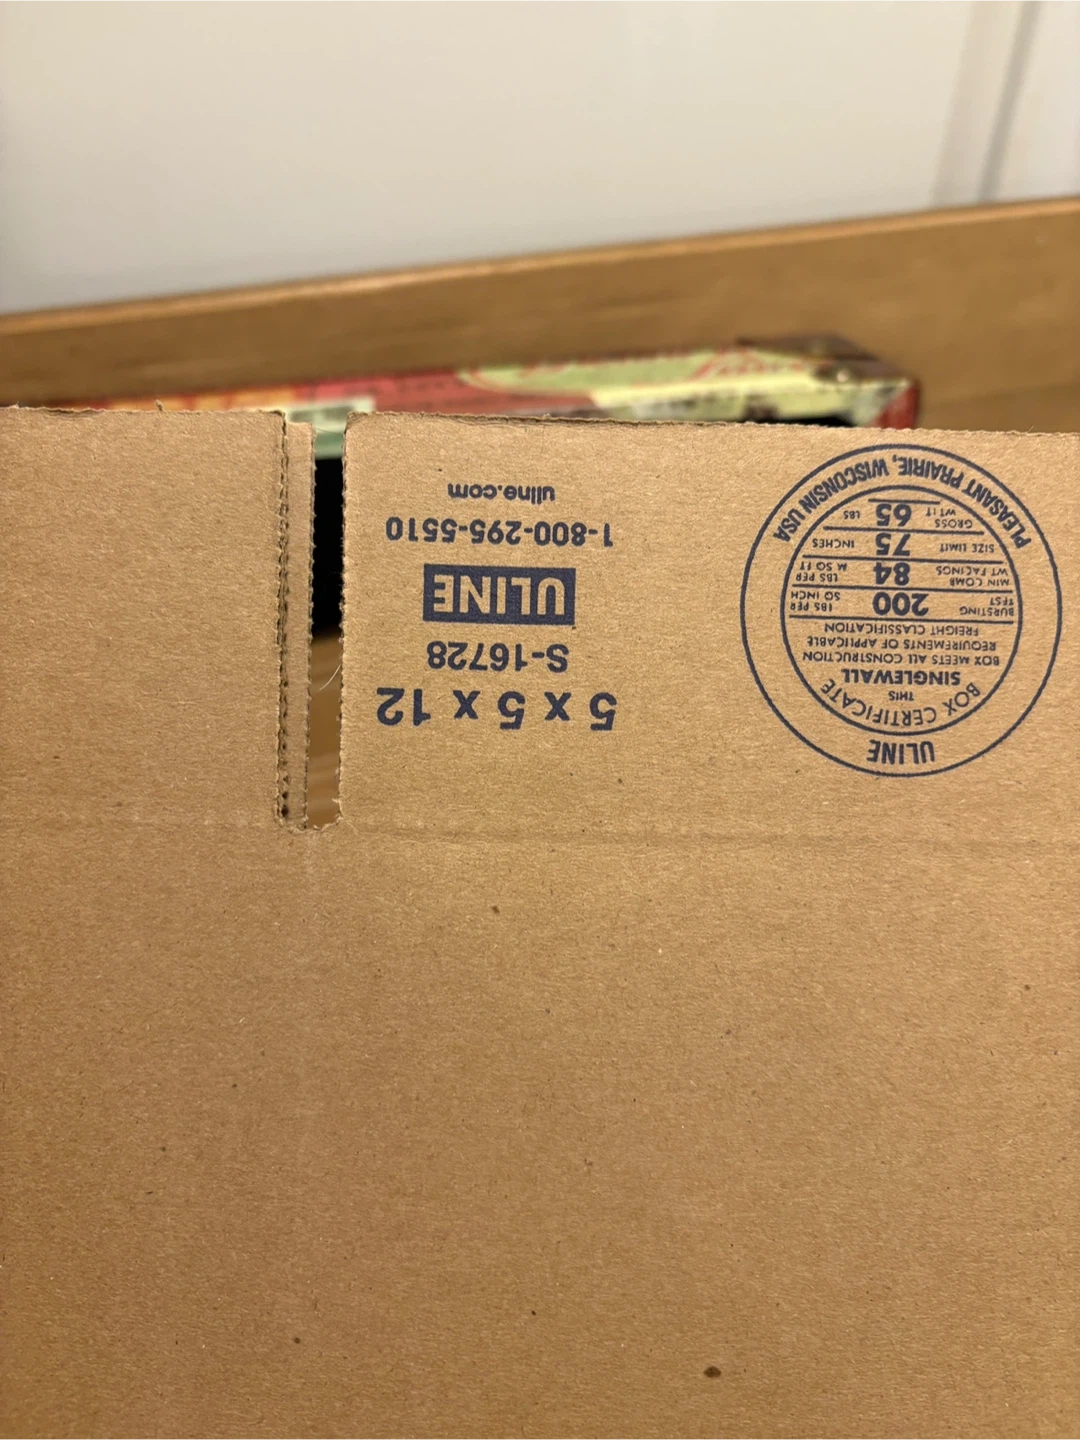 5 x 5 x 12
S-16728
ULINE
1-800-295-5510
uline.com
ULINE
BOX CERTIFICATE
THIS
SINGLEWALL
BOX MEETS ALL CONSTRUCTION
REQUIREMENTS OF APPLICABLE
FREIGHT CLASSIFICATION
BURSTING TEST 200 LBS PER SQ INCH
MIN COMB WT FACINGS 84 LBS PER M SQ FT
SIZE LIMIT 75 INCHES
GROSS WT LT 65 LBS
PLEASANT PRAIRIE, WISCONSIN USA